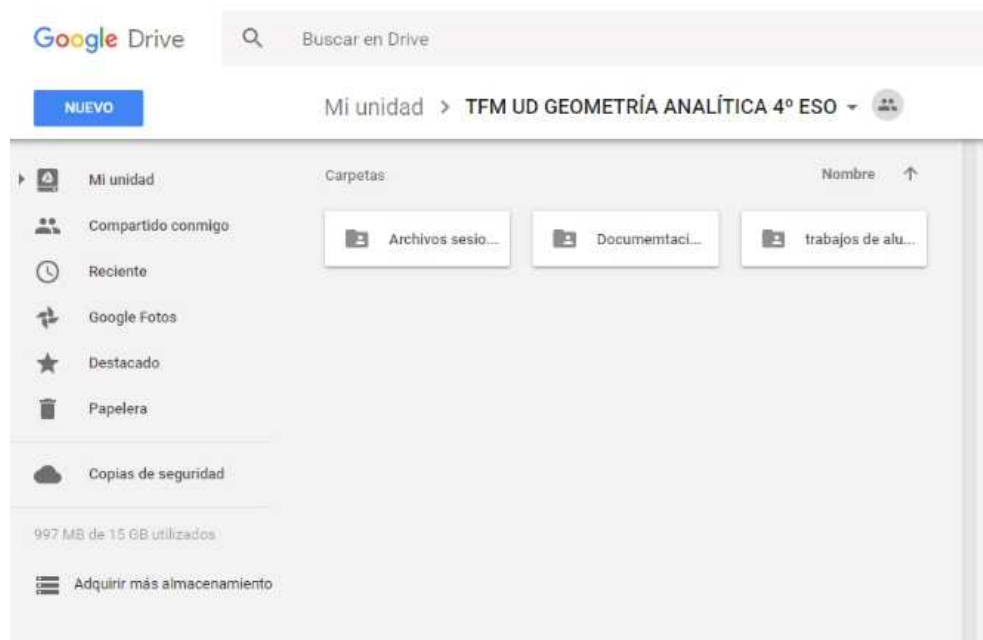 Google Drive
Buscar en Drive
NUEVO
Mi unidad > TFM UD GEOMETRÍA ANALÍTICA 4º ESO
Mi unidad
Compartido conmigo
Reciente
Google Fotos
Destacado
Papelera
Copias de seguridad
997 MB de 15 GB utilizados
Adquirir más almacenamiento
Carpetas
Nombre
Archivos sesio...
Documemtaci...
trabajos de alu...